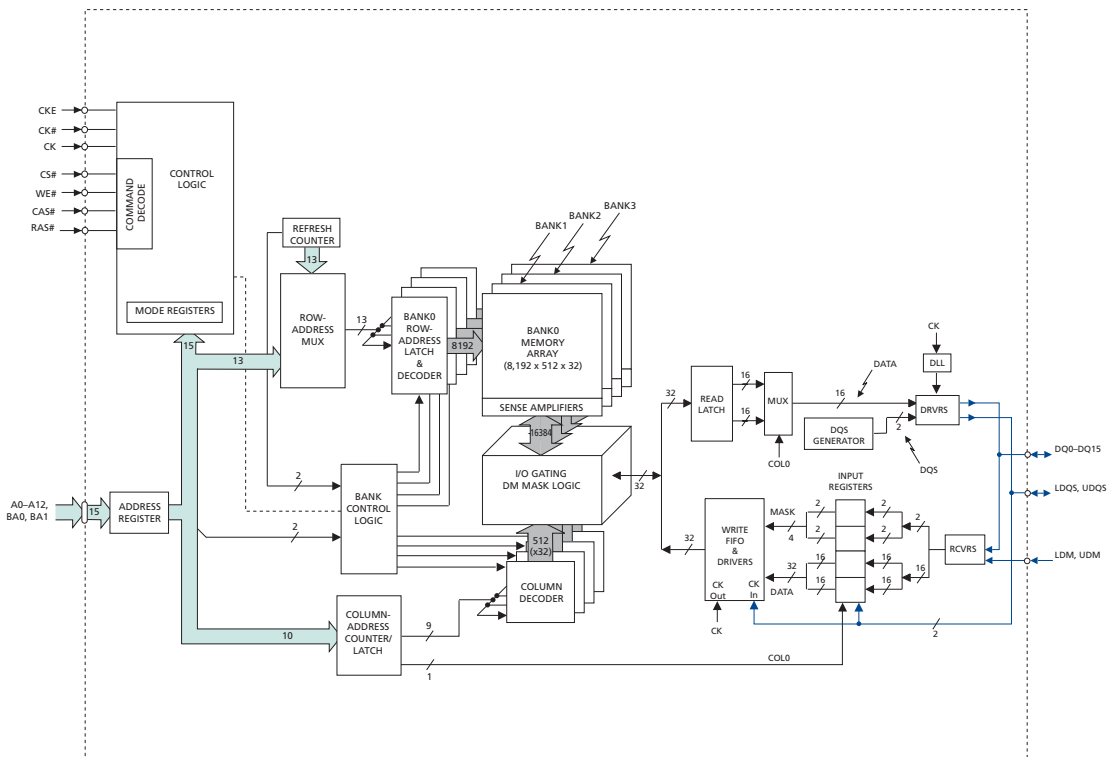 CKE
CK#
CK
CS#
WE#
CAS#
RAS#
COMMAND
DECODE
CONTROL
LOGIC
MODE REGISTERS
15
REFRESH
COUNTER
13
13
ROW-
ADDRESS
MUX
13
BANK0
ROW-
ADDRESS
LATCH
&
DECODER
8192
BANK1
BANK2
BANK3
BANK0
MEMORY
ARRAY
(8,192 x 512 x 32)
SENSE AMPLIFIERS
16384
I/O GATING
DM MASK LOGIC
32
512
(x32)
COLUMN
DECODER
A0–A12,
BA0, BA1
15
ADDRESS
REGISTER
2
2
BANK
CONTROL
LOGIC
10
COLUMN-
ADDRESS
COUNTER/
LATCH
9
1
COL0
32
READ
LATCH
16
16
MUX
COL0
16
DATA
DQS
GENERATOR
2
DQS
CK
DLL
DRVRS
DQ0–DQ15
LDQS, UDQS
LDM, UDM
32
WRITE
FIFO
&
DRIVERS
CK
Out
CK
In
CK
MASK
4
32
DATA
INPUT
REGISTERS
2
2
16
16
2
2
16
16
2
16
RCVRS
2